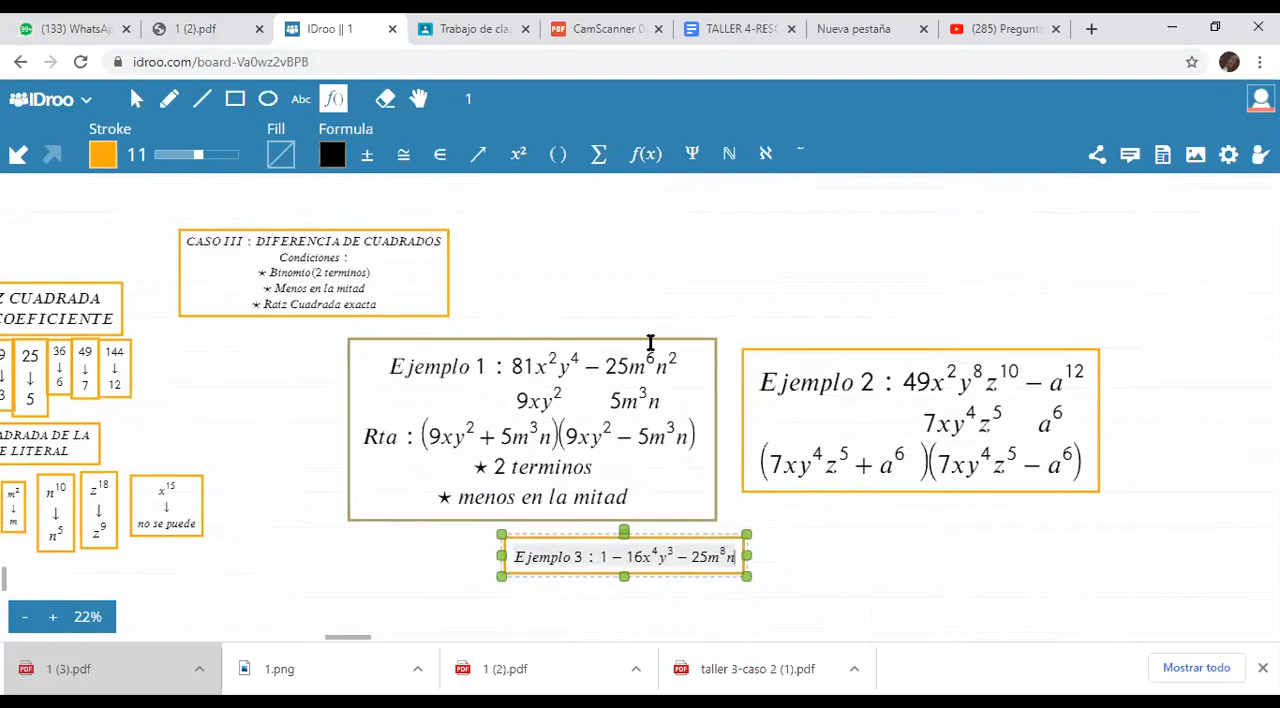 (133) WhatsAp
1 (2).pdf
IDroo || 1
Trabajo de cla
CamScanner 0
TALLER 4-RESO
Nueva pestaña
(285) Pregunt
idroo.com/board-Va0wz2vBPB
IDroo
Abc
f()
1
Stroke
Fill
Formula
11
± ≅ ∈ x² ( ) ∑ f(x) Ψ ℕ ℵ ˜
CASO III : DIFERENCIA DE CUADRADOS
Condiciones :
⋆ Binomio(2 terminos)
⋆ Menos en la mitad
⋆ Raiz Cuadrada exacta
Z CUADRADA
COEFICIENTE
9 25 36 49 144
↓ ↓ ↓ ↓ ↓
3 5 6 7 12
ADRADA DE LA
E LITERAL
m² n¹⁰ z¹⁸ x¹⁵
↓ ↓ ↓ ↓
m n⁵ z⁹ no se puede
Ejemplo 1 : 81x²y⁴ − 25m⁶n²
9xy² 5m³n
Rta : (9xy² + 5m³n)(9xy² − 5m³n)
⋆ 2 terminos
⋆ menos en la mitad
Ejemplo 2 : 49x²y⁸z¹⁰ − a¹²
7xy⁴z⁵ a⁶
(7xy⁴z⁵ + a⁶ )(7xy⁴z⁵ − a⁶)
Ejemplo 3 : 1 − 16x⁴y³ − 25m⁸n
- + 22%
1 (3).pdf
1.png
1 (2).pdf
taller 3-caso 2 (1).pdf
Mostrar todo